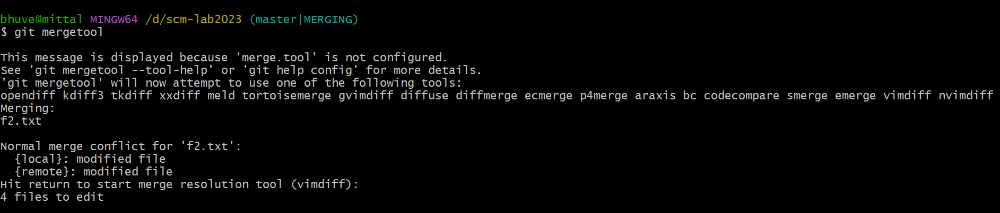 bhuve@mittal MINGW64 /d/scm-lab2023 (master|MERGING)
$ git mergetool
This message is displayed because 'merge.tool' is not configured.
See 'git mergetool --tool-help' or 'git help config' for more details.
'git mergetool' will now attempt to use one of the following tools:
opendiff kdiff3 tkdiff xxdiff meld tortoisemerge gvimdiff diffuse diffmerge ecmerge p4merge araxis bc codecompare smerge emerge vimdiff nvimdiff
Merging:
f2.txt
Normal merge conflict for 'f2.txt':
  {local}: modified file
  {remote}: modified file
Hit return to start merge resolution tool (vimdiff):
4 files to edit